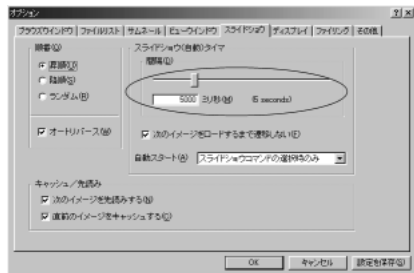 オプション
ブラウズウィンドウ ファイルリスト サムネール ビューウィンドウ スライドショウ ディスプレイ ファイリング その他
順番(O)
昇順(U)
降順(S)
ランダム(R)
オートリバース(W)
スライドショウ(自動)タイマ
間隔(D)
5000 ミリ秒(M) (5 seconds)
次のイメージをロードするまで遷移しない(E)
自動スタート(A) スライドショウコマンドの選択時のみ
キャッシュ/先読み
次のイメージを先読みする(N)
直前のイメージをキャッシュする(C)
OK キャンセル 設定を保存(S)